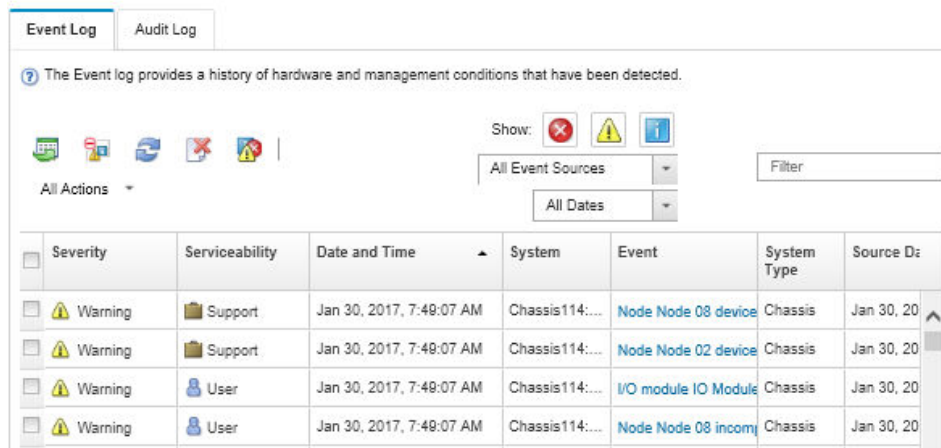 Event Log
Audit Log
The Event log provides a history of hardware and management conditions that have been detected.
Show:
All Event Sources
Filter
All Actions
All Dates
Severity Serviceability Date and Time System Event System Type Source Da
Warning Support Jan 30, 2017, 7:49:07 AM Chassis114:... Node Node 08 device Chassis Jan 30, 20
Warning Support Jan 30, 2017, 7:49:07 AM Chassis114:... Node Node 02 device Chassis Jan 30, 20
Warning User Jan 30, 2017, 7:49:07 AM Chassis114:... I/O module IO Module Chassis Jan 30, 20
Warning User Jan 30, 2017, 7:49:07 AM Chassis114:... Node Node 08 incomp Chassis Jan 30, 20